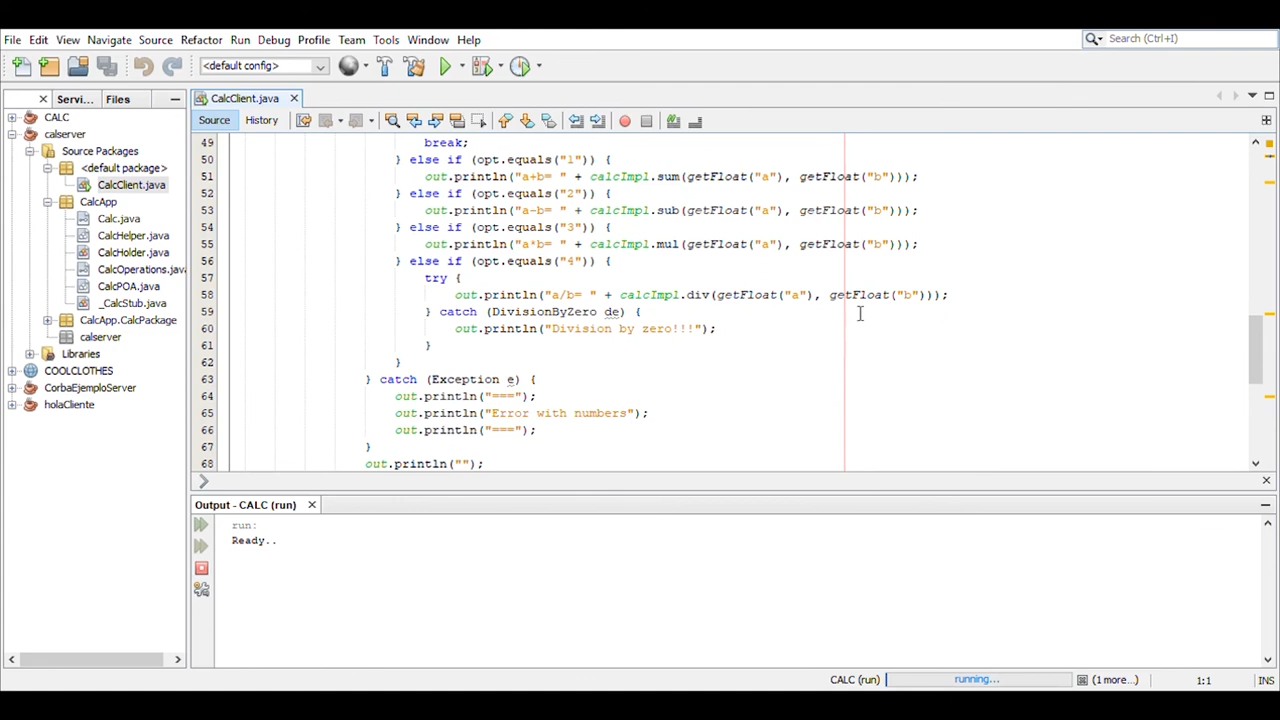 File Edit View Navigate Source Refactor Run Debug Profile Team Tools Window Help
Search (Ctrl+I)
<default config>
Servi... Files
CALC
calserver
Source Packages
<default package>
CalcClient.java
CalcApp
Calc.java
CalcHelper.java
CalcHolder.java
CalcOperations.java
CalcPOA.java
_CalcStub.java
CalcApp.CalcPackage
calserver
Libraries
COOLCLOTHES
CorbaEjemploServer
holaCliente
CalcClient.java
Source History
49 break;
50 } else if (opt.equals("1")) {
51 out.println("a+b= " + calcImpl.sum(getFloat("a"), getFloat("b")));
52 } else if (opt.equals("2")) {
53 out.println("a-b= " + calcImpl.sub(getFloat("a"), getFloat("b")));
54 } else if (opt.equals("3")) {
55 out.println("a*b= " + calcImpl.mul(getFloat("a"), getFloat("b")));
56 } else if (opt.equals("4")) {
57 try {
58 out.println("a/b= " + calcImpl.div(getFloat("a"), getFloat("b")));
59 } catch (DivisionByZero de) {
60 out.println("Division by zero!!!");
61 }
62 }
63 } catch (Exception e) {
64 out.println("===");
65 out.println("Error with numbers");
66 out.println("===");
67 }
68 out.println("");
Output - CALC (run)
run:
Ready..
CALC (run) running... (1 more...) 1:1 INS